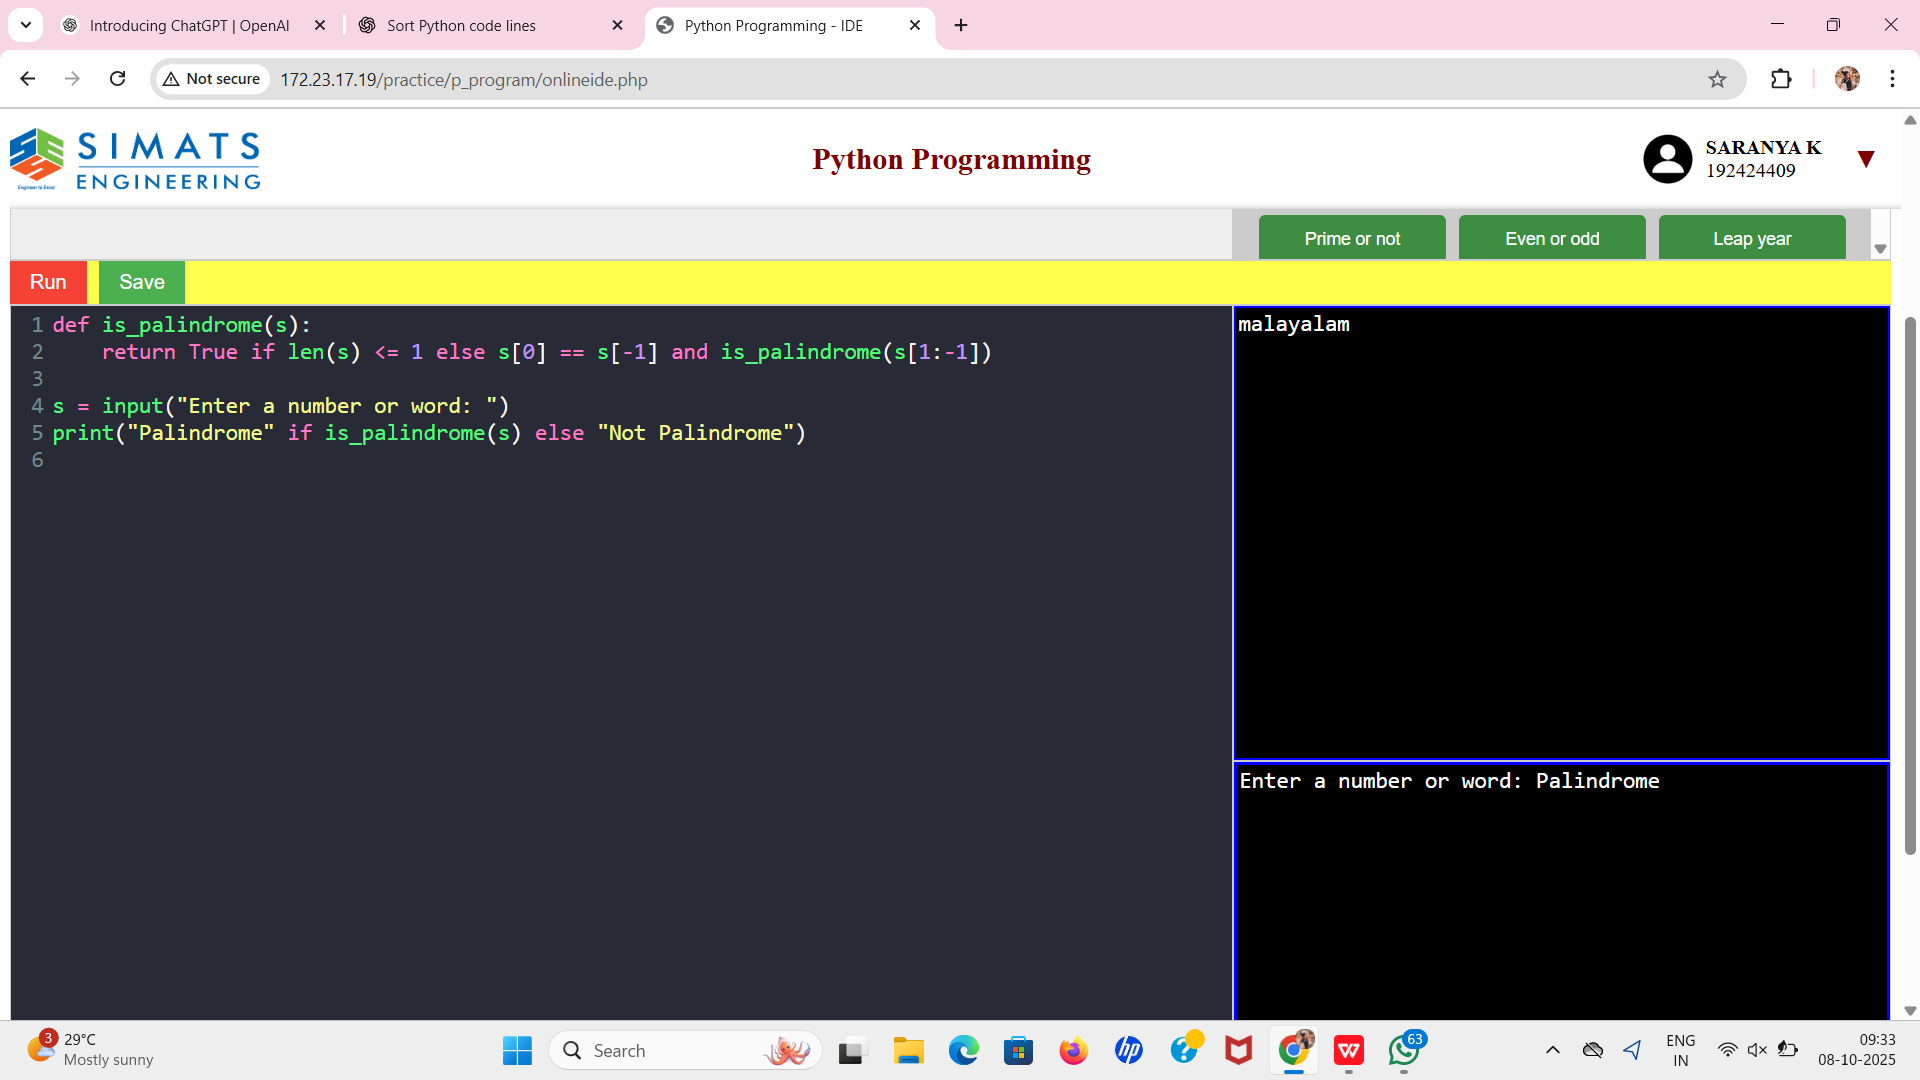 Introducing ChatGPT | OpenAI
Sort Python code lines
Python Programming - IDE
Not secure
172.23.17.19/practice/p_program/onlineide.php
SIMATS
ENGINEERING
Engineer to Excel
Python Programming
SARANYA K
192424409
Prime or not
Even or odd
Leap year
Run
Save
1 def is_palindrome(s):
2     return True if len(s) <= 1 else s[0] == s[-1] and is_palindrome(s[1:-1])
3
4 s = input("Enter a number or word: ")
5 print("Palindrome" if is_palindrome(s) else "Not Palindrome")
6
malayalam
Enter a number or word: Palindrome
3
29°C
Mostly sunny
Search
hp
W
63
ENG
IN
09:33
08-10-2025